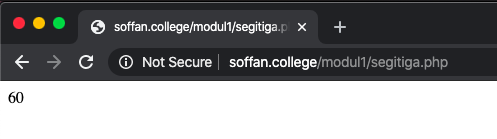 soffan.college/modul1/segitiga.p
Not Secure | soffan.college/modul1/segitiga.php
60